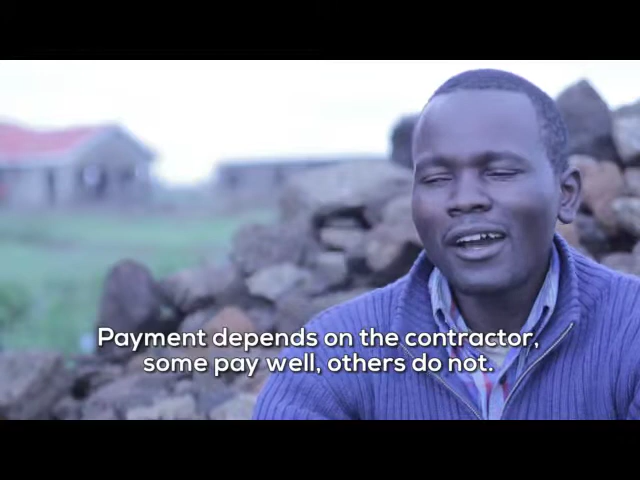 Payment depends on the contractor,
some pay well, others do not.